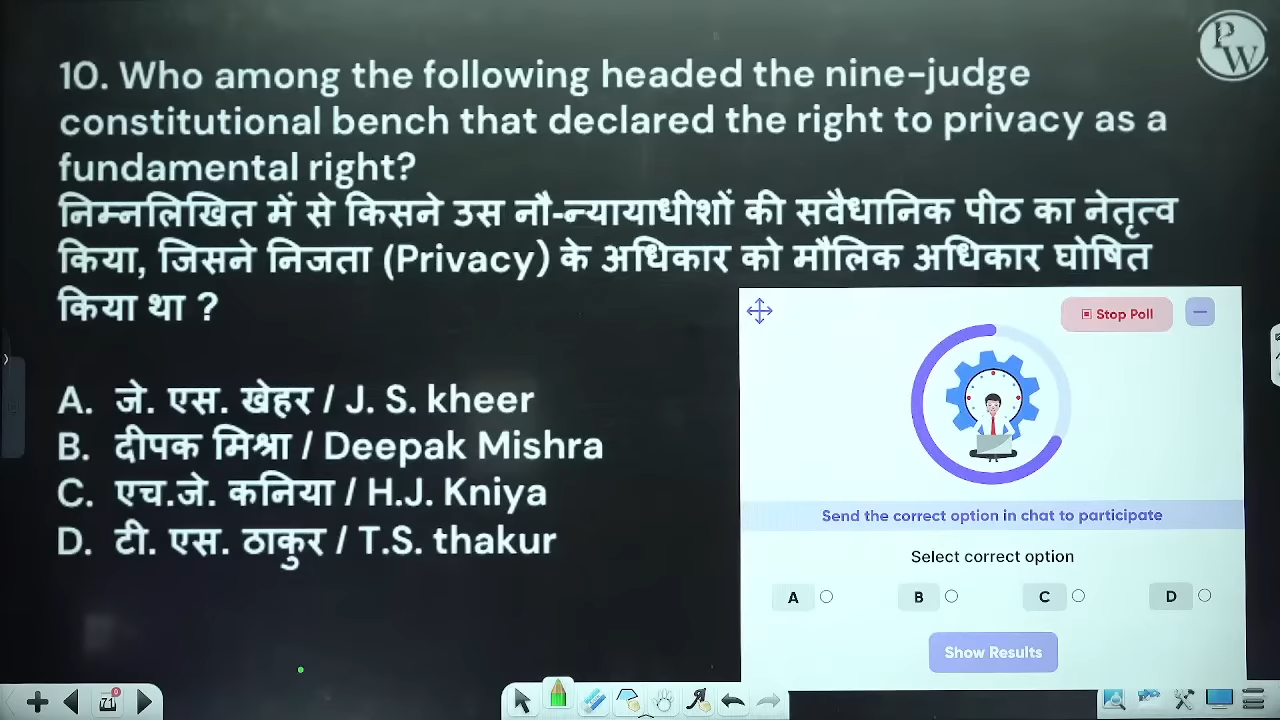 PW
10. Who among the following headed the nine-judge
constitutional bench that declared the right to privacy as a
fundamental right?
निम्नलिखित में से किसने उस नौ-न्यायाधीशों की सवैधानिक पीठ का नेतृत्व
किया, जिसने निजता (Privacy) के अधिकार को मौलिक अधिकार घोषित
किया था ?
Stop Poll
A. जे. एस. खेहर / J. S. kheer
B. दीपक मिश्रा / Deepak Mishra
C. एच.जे. कनिया / H.J. Kniya
D. टी. एस. ठाकुर / T.S. thakur
Send the correct option in chat to participate
Select correct option
A B C D
Show Results